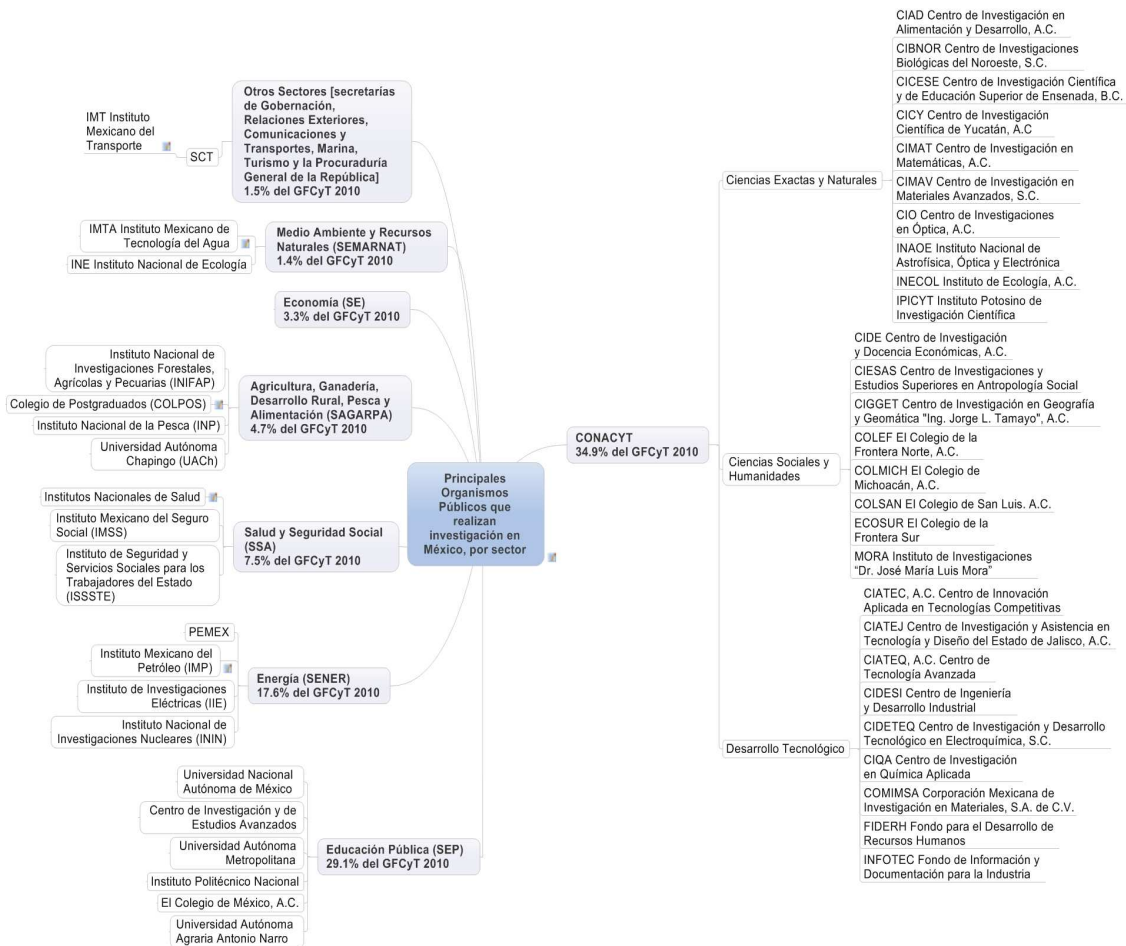 Principales
Organismos
Públicos que
realizan
investigación en
México, por sector
Otros Sectores [secretarías
de Gobernación,
Relaciones Exteriores,
Comunicaciones y
Transportes, Marina,
Turismo y la Procuraduría
General de la República]
1.5% del GFCyT 2010
SCT
IMT Instituto
Mexicano del
Transporte
Medio Ambiente y Recursos
Naturales (SEMARNAT)
1.4% del GFCyT 2010
IMTA Instituto Mexicano de
Tecnología del Agua
INE Instituto Nacional de Ecología
Economía (SE)
3.3% del GFCyT 2010
Agricultura, Ganadería,
Desarrollo Rural, Pesca y
Alimentación (SAGARPA)
4.7% del GFCyT 2010
Instituto Nacional de
Investigaciones Forestales,
Agrícolas y Pecuarias (INIFAP)
Colegio de Postgraduados (COLPOS)
Instituto Nacional de la Pesca (INP)
Universidad Autónoma
Chapingo (UACh)
Salud y Seguridad Social
(SSA)
7.5% del GFCyT 2010
Institutos Nacionales de Salud
Instituto Mexicano del Seguro
Social (IMSS)
Instituto de Seguridad y
Servicios Sociales para los
Trabajadores del Estado
(ISSSTE)
Energía (SENER)
17.6% del GFCyT 2010
PEMEX
Instituto Mexicano del
Petróleo (IMP)
Instituto de Investigaciones
Eléctricas (IIE)
Instituto Nacional de
Investigaciones Nucleares (ININ)
Educación Pública (SEP)
29.1% del GFCyT 2010
Universidad Nacional
Autónoma de México
Centro de Investigación y de
Estudios Avanzados
Universidad Autónoma
Metropolitana
Instituto Politécnico Nacional
El Colegio de México, A.C.
Universidad Autónoma
Agraria Antonio Narro
CONACYT
34.9% del GFCyT 2010
Ciencias Exactas y Naturales
CIAD Centro de Investigación en
Alimentación y Desarrollo, A.C.
CIBNOR Centro de Investigaciones
Biológicas del Noroeste, S.C.
CICESE Centro de Investigación Científica
y de Educación Superior de Ensenada, B.C.
CICY Centro de Investigación
Científica de Yucatán, A.C
CIMAT Centro de Investigación en
Matemáticas, A.C.
CIMAV Centro de Investigación en
Materiales Avanzados, S.C.
CIO Centro de Investigaciones
en Óptica, A.C.
INAOE Instituto Nacional de
Astrofísica, Óptica y Electrónica
INECOL Instituto de Ecología, A.C.
IPICYT Instituto Potosino de
Investigación Científica
Ciencias Sociales y
Humanidades
CIDE Centro de Investigación
y Docencia Económicas, A.C.
CIESAS Centro de Investigaciones y
Estudios Superiores en Antropología Social
CIGGET Centro de Investigación en Geografía
y Geomática "Ing. Jorge L. Tamayo", A.C.
COLEF El Colegio de la
Frontera Norte, A.C.
COLMICH El Colegio de
Michoacán, A.C.
COLSAN El Colegio de San Luis. A.C.
ECOSUR El Colegio de la
Frontera Sur
MORA Instituto de Investigaciones
“Dr. José María Luis Mora”
Desarrollo Tecnológico
CIATEC, A.C. Centro de Innovación
Aplicada en Tecnologías Competitivas
CIATEJ Centro de Investigación y Asistencia en
Tecnología y Diseño del Estado de Jalisco, A.C.
CIATEQ, A.C. Centro de
Tecnología Avanzada
CIDESI Centro de Ingeniería
y Desarrollo Industrial
CIDETEQ Centro de Investigación y Desarrollo
Tecnológico en Electroquímica, S.C.
CIQA Centro de Investigación
en Química Aplicada
COMIMSA Corporación Mexicana de
Investigación en Materiales, S.A. de C.V.
FIDERH Fondo para el Desarrollo de
Recursos Humanos
INFOTEC Fondo de Información y
Documentación para la Industria